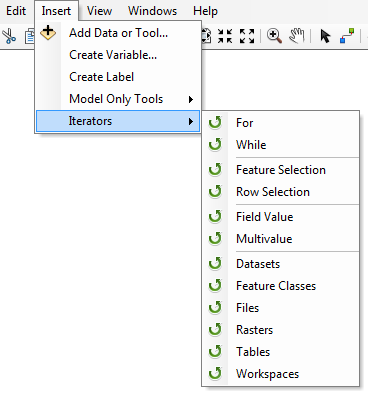 Edit Insert View Windows Help
Add Data or Tool...
Create Variable...
Create Label
Model Only Tools
Iterators
For
While
Feature Selection
Row Selection
Field Value
Multivalue
Datasets
Feature Classes
Files
Rasters
Tables
Workspaces